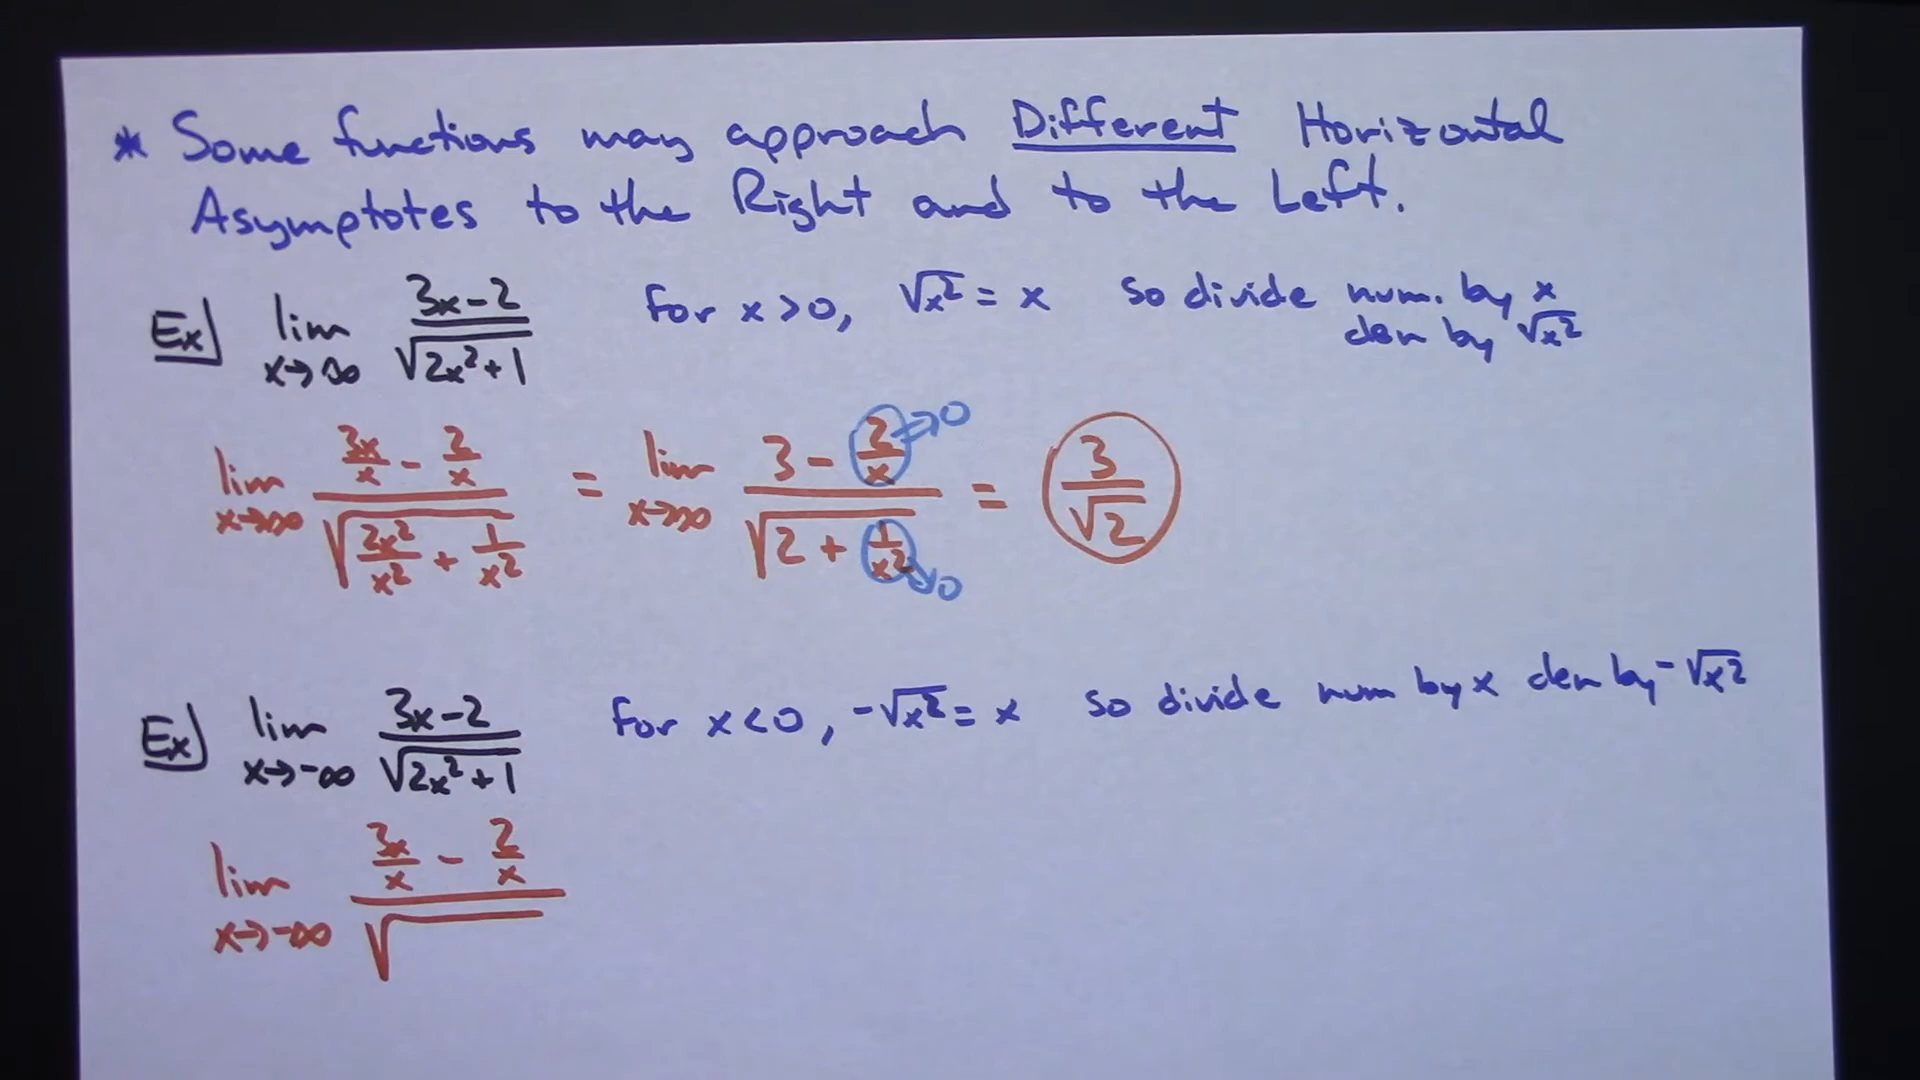 * Some functions may approach Different Horizontal
Asymptotes to the Right and to the Left.
Ex) lim x→∞ (3x-2)/√(2x²+1) For x>0, √x² = x so divide num. by x
den by √x²
lim x→∞ (3x/x - 2/x)/√(2x²/x² + 1/x²) = lim x→∞ (3 - 2/x →0)/√(2 + 1/x² →0) = 3/√2
Ex) lim x→-∞ (3x-2)/√(2x²+1) For x<0, -√x² = x so divide num by x den by -√x²
lim x→-∞ (3x/x - 2/x)/√